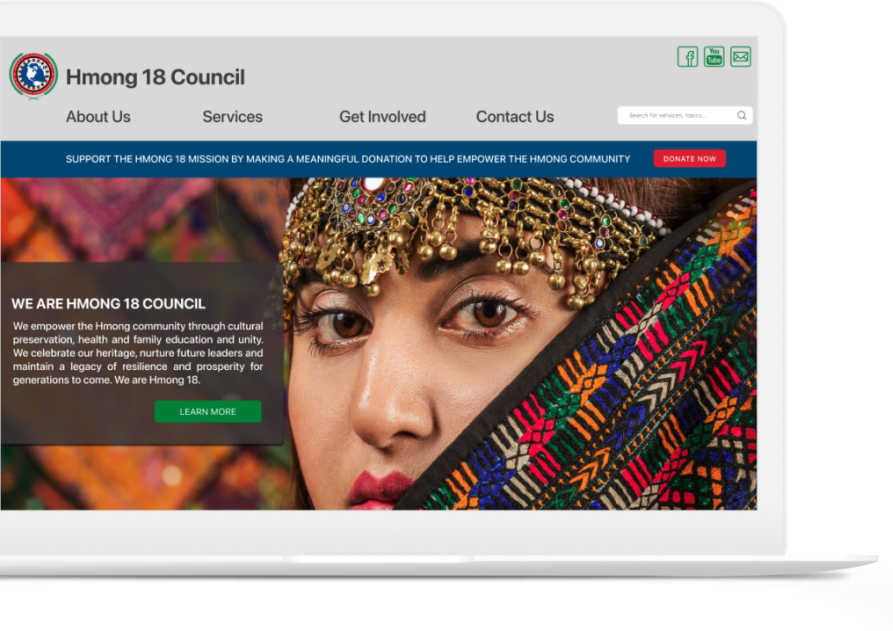 Hmong 18 Council
You
Tube
About Us
Services
Get Involved
Contact Us
Search for services, topics...
SUPPORT THE HMONG 18 MISSION BY MAKING A MEANINGFUL DONATION TO HELP EMPOWER THE HMONG COMMUNITY
DONATE NOW
WE ARE HMONG 18 COUNCIL
We empower the Hmong community through cultural
preservation, health and family education and unity.
We celebrate our heritage, nurture future leaders and
maintain a legacy of resilience and prosperity for
generations to come. We are Hmong 18.
LEARN MORE